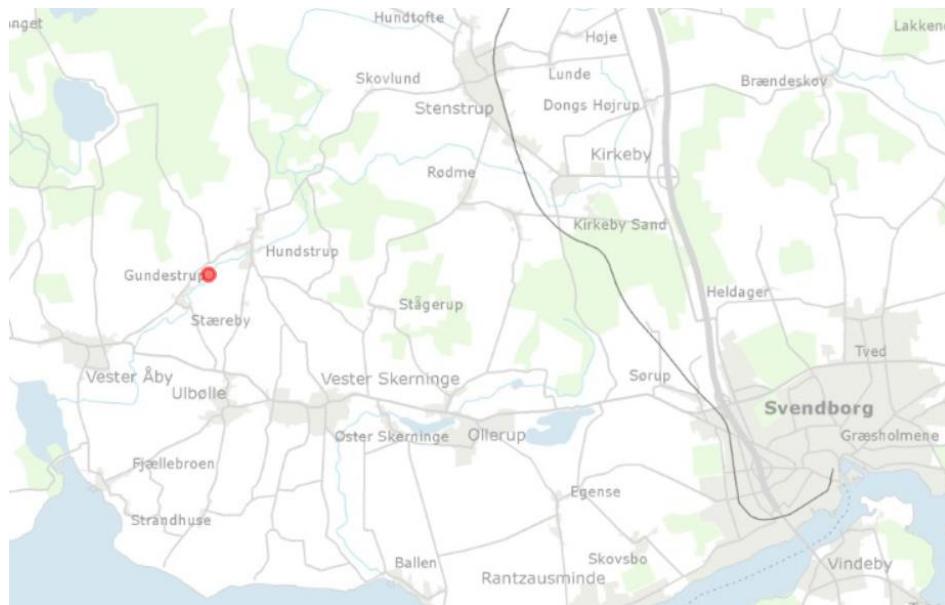 Hundtofte
Lakken
anget
Høje
Skovlund
Lunde
Brændeskov
Stenstrup
Dongs Højrup
Kirkeby
Rødme
Kirkeby Sand
Hundstrup
Gundestrup
Heldager
Stågerup
Stæreby
Tved
Vester Åby
Vester Skerninge
Sørup
Ulbølle
Svendborg
Øster Skerninge
Ollerup
Græsholmene
Fjællebroen
Egense
Strandhuse
Skovsbo
Ballen
Vindeby
Rantzausminde